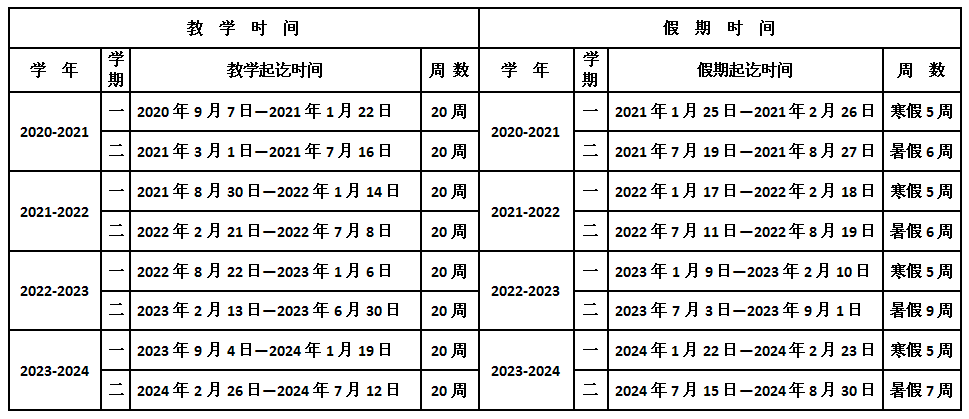 教 学 时 间 假 期 时 间
学 年 学期 教学起讫时间 周 数 学 年 学期 假期起讫时间 周 数
2020-2021 一 2020年9月7日—2021年1月22日 20周 2020-2021 一 2021年1月25日—2021年2月26日 寒假5周
二 2021年3月1日—2021年7月16日 20周 二 2021年7月19日—2021年8月27日 暑假6周
2021-2022 一 2021年8月30日—2022年1月14日 20周 2021-2022 一 2022年1月17日—2022年2月18日 寒假5周
二 2022年2月21日—2022年7月8日 20周 二 2022年7月11日—2022年8月19日 暑假6周
2022-2023 一 2022年8月22日—2023年1月6日 20周 2022-2023 一 2023年1月9日—2023年2月10日 寒假5周
二 2023年2月13日—2023年6月30日 20周 二 2023年7月3日—2023年9月1日 暑假9周
2023-2024 一 2023年9月4日—2024年1月19日 20周 2023-2024 一 2024年1月22日—2024年2月23日 寒假5周
二 2024年2月26日—2024年7月12日 20周 二 2024年7月15日—2024年8月30日 暑假7周